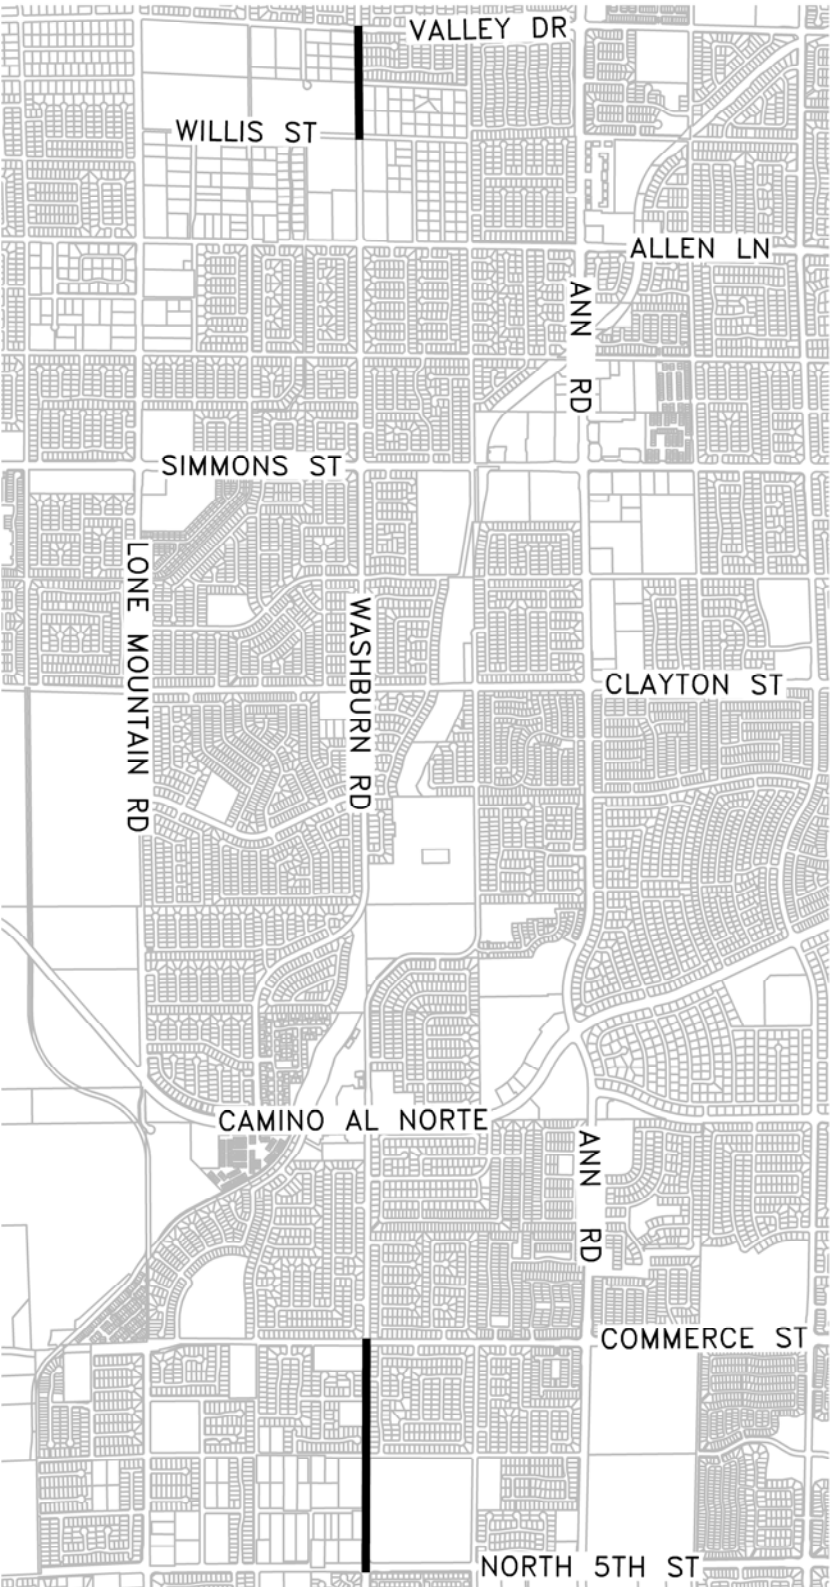 VALLEY DR
WILLIS ST
ALLEN LN
ANN RD
SIMMONS ST
LONE MOUNTAIN RD
WASHBURN RD
CLAYTON ST
CAMINO AL NORTE
ANN RD
COMMERCE ST
NORTH 5TH ST